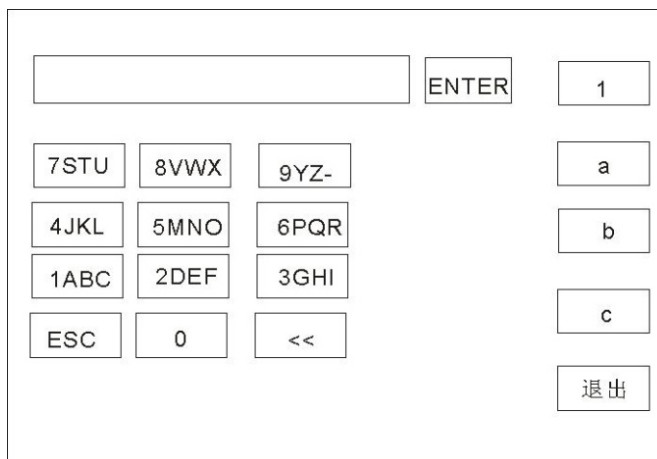 ENTER 1
7STU 8VWX 9YZ- a
4JKL 5MNO 6PQR b
1ABC 2DEF 3GHI
ESC 0 << c
退出